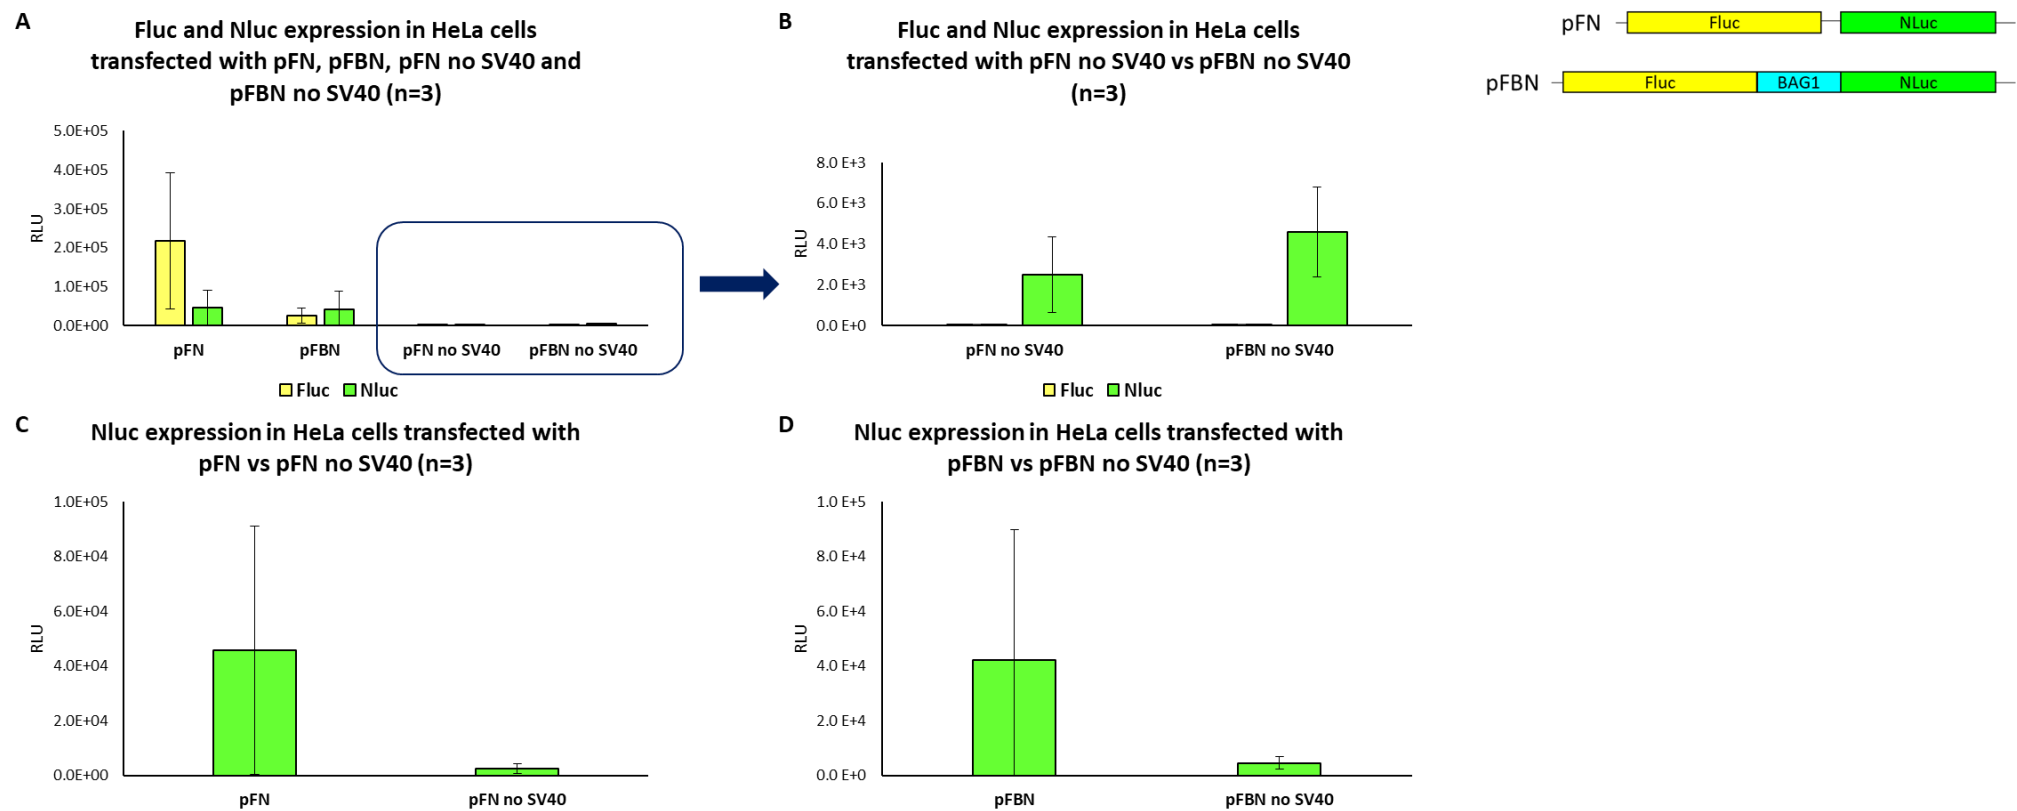 A
Fluc and Nluc expression in HeLa cells
transfected with pFN, pFBN, pFN no SV40 and
pFBN no SV40 (n=3)
5.0E+05
4.0E+05
3.0E+05
2.0E+05
1.0E+05
0.0E+00
RLU
pFN
pFBN
pFN no SV40
pFBN no SV40
Fluc
Nluc
B
Fluc and Nluc expression in HeLa cells
transfected with pFN no SV40 vs pFBN no SV40
(n=3)
8.0 E+3
6.0 E+3
4.0 E+3
2.0 E+3
0.0 E+0
RLU
pFN no SV40
pFBN no SV40
Fluc
Nluc
pFN
Fluc
NLuc
pFBN
Fluc
BAG1
NLuc
C
Nluc expression in HeLa cells transfected with
pFN vs pFN no SV40 (n=3)
1.0E+05
8.0E+04
6.0E+04
4.0E+04
2.0E+04
0.0E+00
RLU
pFN
pFN no SV40
D
Nluc expression in HeLa cells transfected with
pFBN vs pFBN no SV40 (n=3)
1.0 E+5
8.0 E+4
6.0 E+4
4.0 E+4
2.0 E+4
0.0 E+0
RLU
pFBN
pFBN no SV40